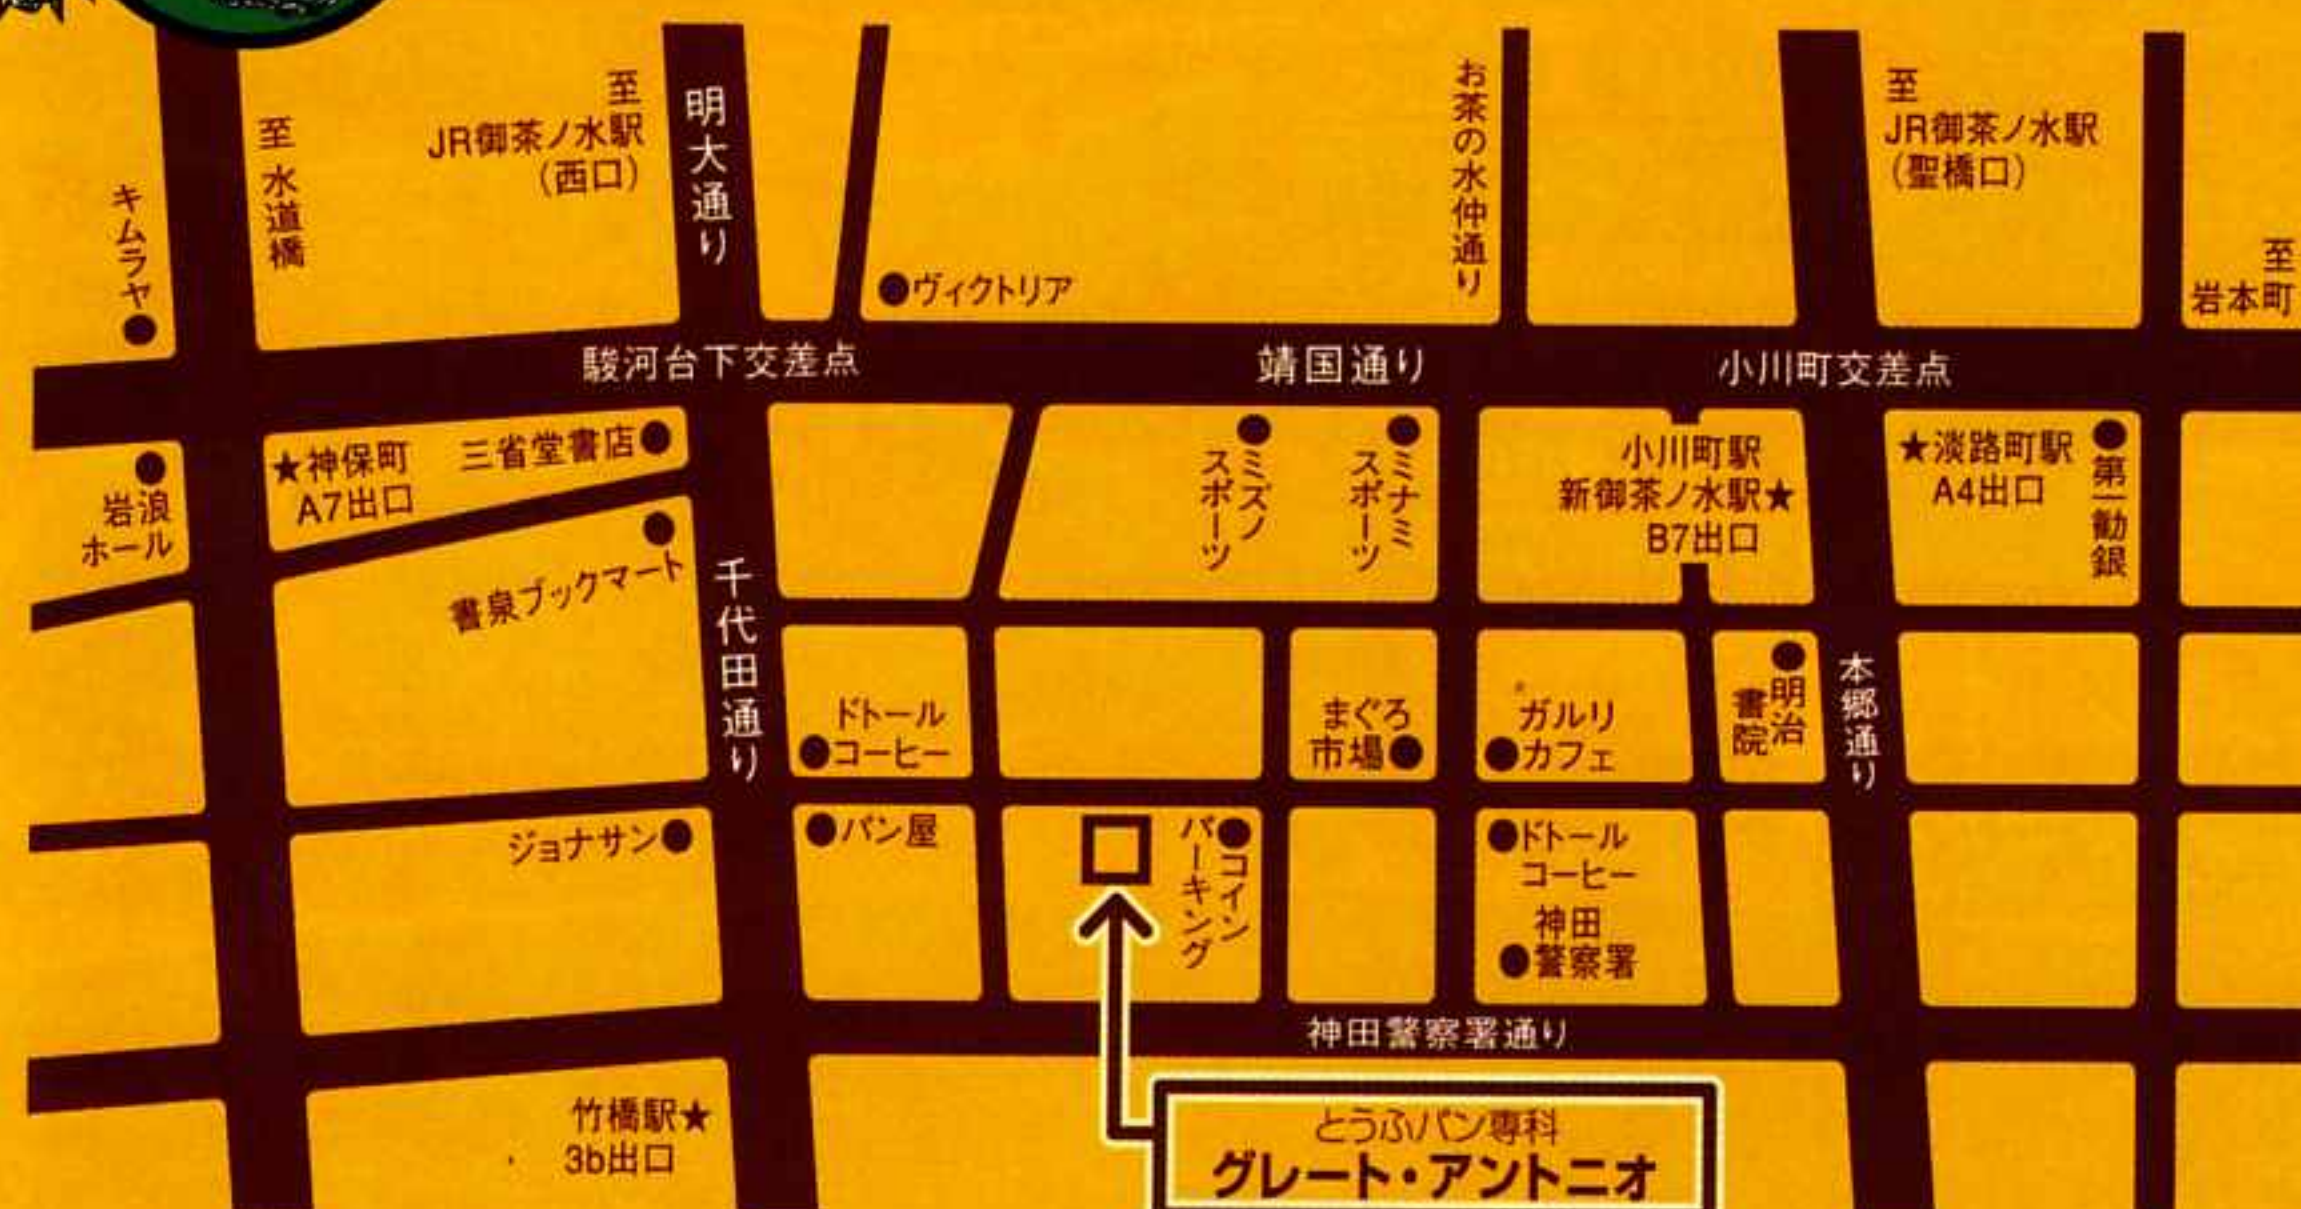 至 水道橋
キムラヤ
至
JR御茶ノ水駅
(西口)
明大通り
ヴィクトリア
お茶の水仲通り
至
JR御茶ノ水駅
(聖橋口)
至
岩本町
駿河台下交差点
靖国通り
小川町交差点
岩浪
ホール
★神保町
A7出口
三省堂書店
書泉ブックマート
千代田通り
ミズノ
スポーツ
ミナミ
スポーツ
小川町駅
新御茶ノ水駅★
B7出口
★淡路町駅
A4出口
第一勧銀
ドトール
コーヒー
まぐろ
市場
ガルリ
カフェ
明治
書院
本郷通り
ジョナサン
パン屋
コイン
パーキング
ドトール
コーヒー
神田
警察署
神田警察署通り
竹橋駅★
3b出口
とうふパン専科
グレート・アントニオ